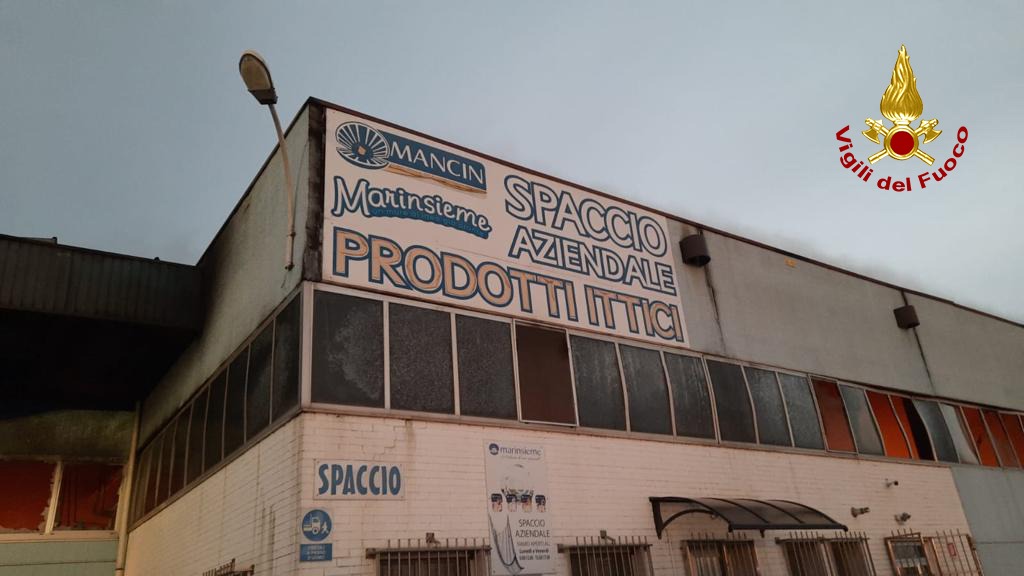 MANCIN
Marinsieme
SPACCIO
AZIENDALE
PRODOTTI ITTICI
Vigili del Fuoco
SPACCIO
marinsieme
SPACCIO
AZIENDALE